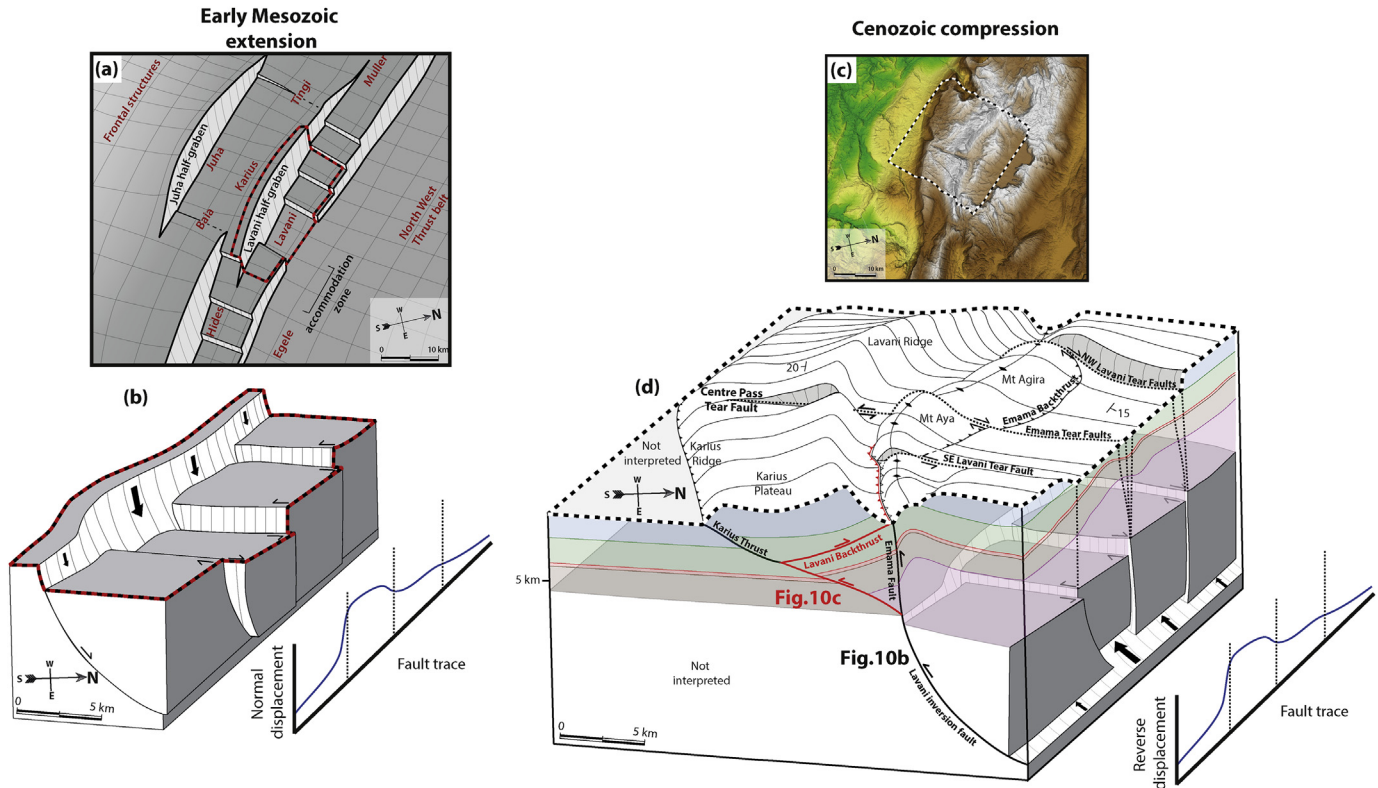 Early Mesozoic
extension
Cenozoic compression
(a)
Frontal structures
Juha half-graben
Juha
Tingi
Muller
Karius
Baia
Lavani half-graben
Lavani
North West
Thrust belt
accommodation
zone
Hides
Egele
W
S
N
E
0
10 km
(c)
W
S
N
E
0
10 km
(b)
W
S
N
E
0
5 km
Normal
displacement
Fault trace
(d)
Lavani Ridge
20
NW Lavani Tear Faults
Mt Agira
Centre Pass
Tear Fault
Emama Backthrust
15
Mt Aya
Emama Tear Faults
Not
interpreted
Karius
Ridge
SE Lavani Tear Fault
Karius
Plateau
W
S
N
E
Karius Thrust
Lavani Backthrust
Emama Fault
5 km
Fig.10c
Fig.10b
Not
interpreted
Lavani inversion fault
0
5 km
Reverse
displacement
Fault trace